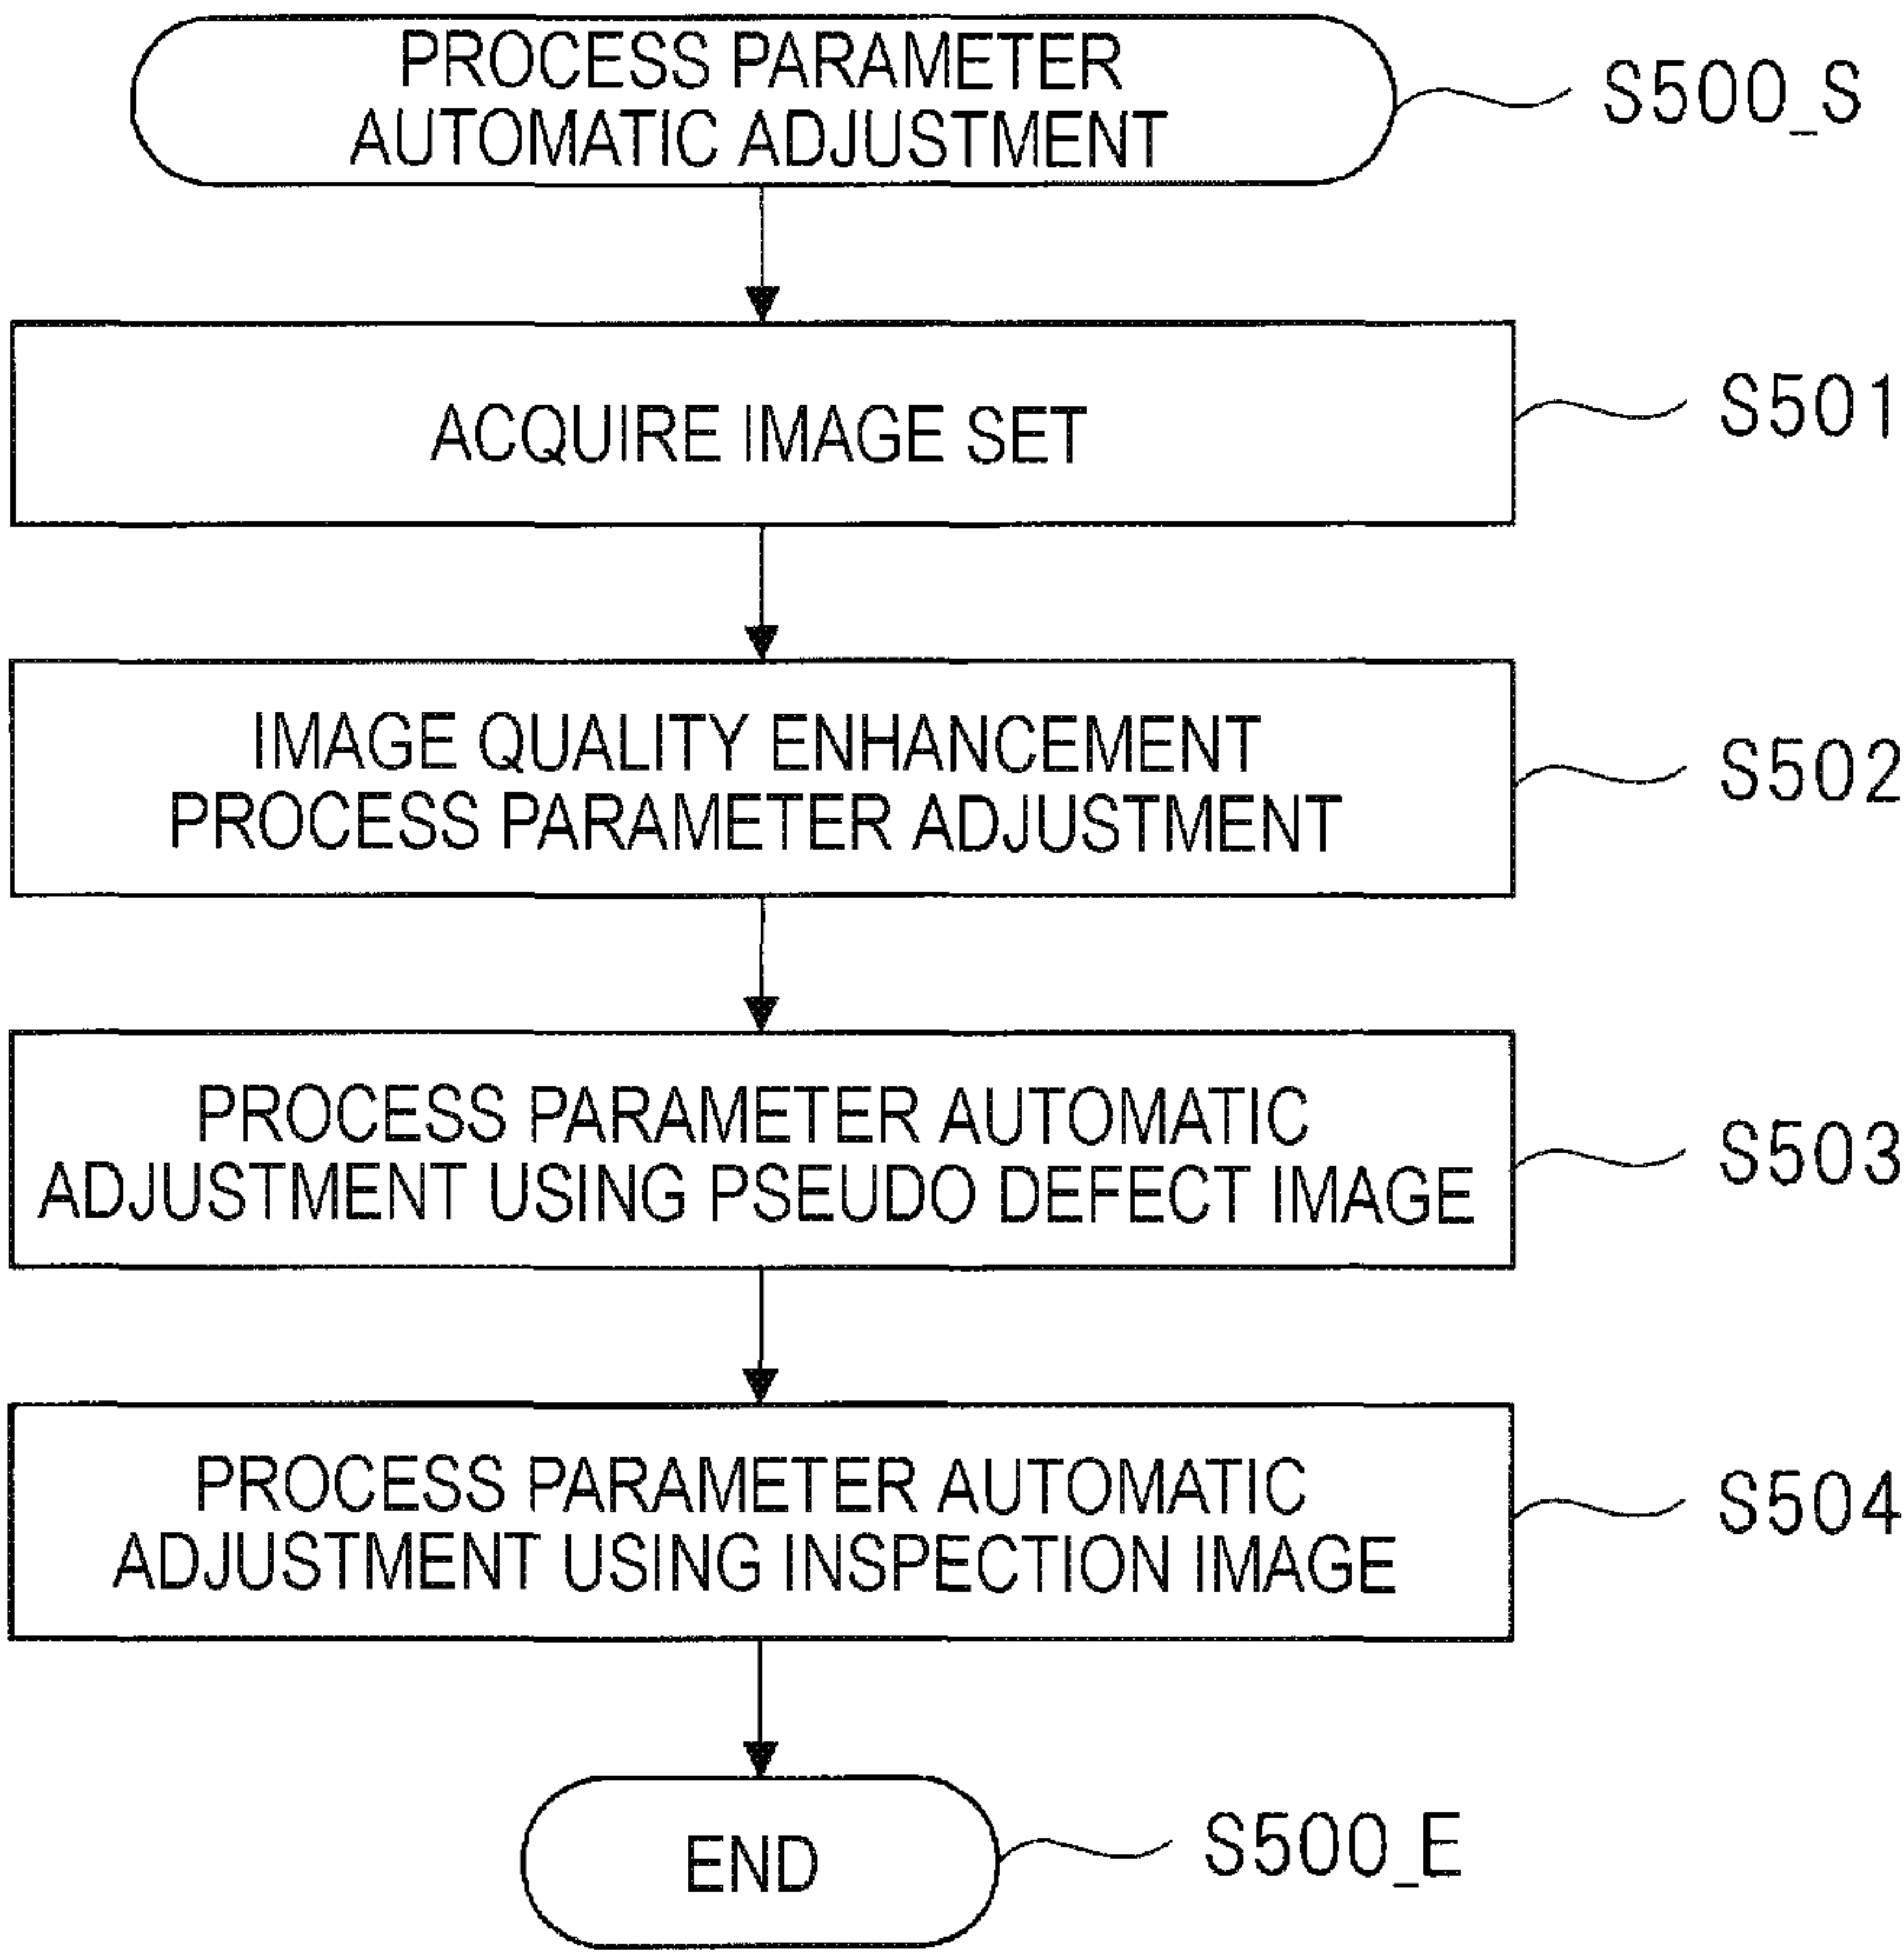 PROCESS PARAMETER
AUTOMATIC ADJUSTMENT
S500_S
ACQUIRE IMAGE SET
S501
IMAGE QUALITY ENHANCEMENT
PROCESS PARAMETER ADJUSTMENT
S502
PROCESS PARAMETER AUTOMATIC
ADJUSTMENT USING PSEUDO DEFECT IMAGE
S503
PROCESS PARAMETER AUTOMATIC
ADJUSTMENT USING INSPECTION IMAGE
S504
END
S500_E